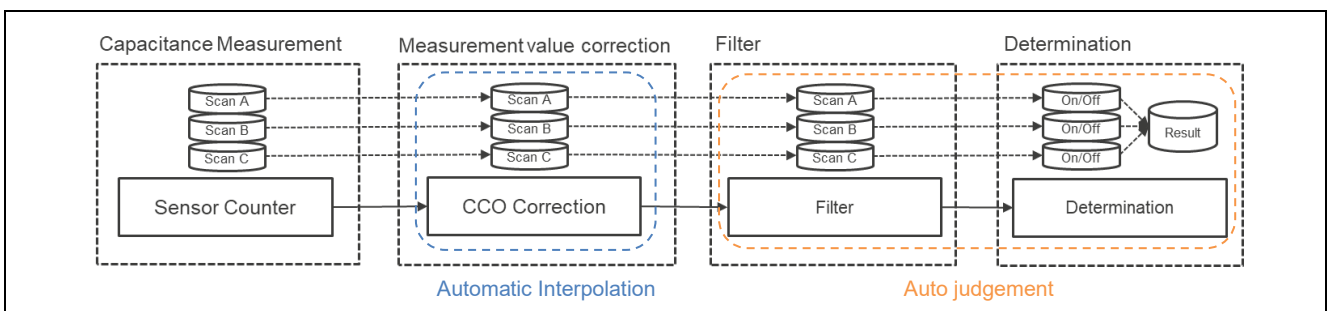 Capacitance Measurement
Measurement value correction
Filter
Determination
Scan A
Scan A
Scan A
On/Off
Scan B
Scan B
Scan B
On/Off
Result
Scan C
Scan C
Scan C
On/Off
Sensor Counter
CCO Correction
Filter
Determination
Automatic Interpolation
Auto judgement